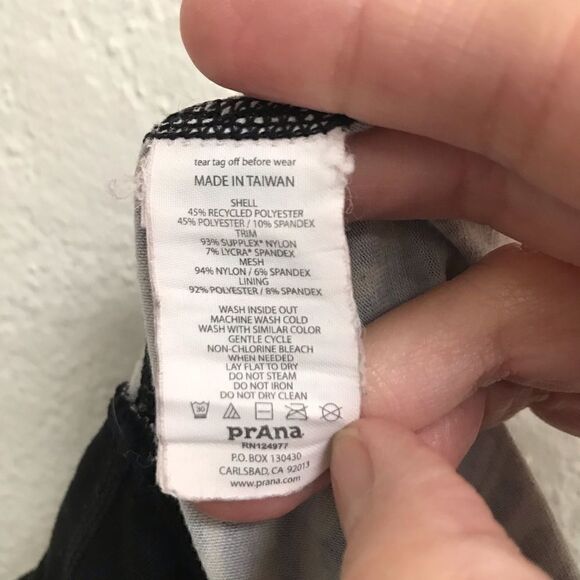 tear tag off before wear
MADE IN TAIWAN
SHELL
45% RECYCLED POLYESTER
45% POLYESTER / 10% SPANDEX
TRIM
93% SUPPLEX* NYLON
7% LYCRA* SPANDEX
MESH
94% NYLON / 6% SPANDEX
LINING
92% POLYESTER / 8% SPANDEX
WASH INSIDE OUT
MACHINE WASH COLD
WASH WITH SIMILAR COLOR
GENTLE CYCLE
NON-CHLORINE BLEACH
WHEN NEEDED
LAY FLAT TO DRY
DO NOT STEAM
DO NOT IRON
DO NOT DRY CLEAN
30
prAna
RN124977
P.O. BOX 130430
CARLSBAD, CA 92013
www.prana.com